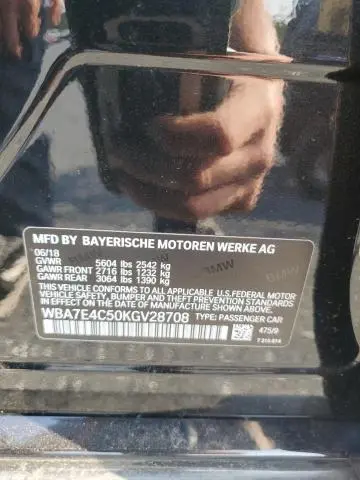 MFD BY BAYERISCHE MOTOREN WERKE AG
06/18
GVWR 5604 lbs 2542 kg
GAWR FRONT 2716 lbs 1232 kg
GAWR REAR 3064 lbs 1390 kg
THIS VEHICLE CONFORMS TO ALL APPLICABLE U.S.FEDERAL MOTOR
VEHICLE SAFETY, BUMPER, AND THEFT PREVENTION STANDARDS
IN EFFECT ON THE DATE OF MANUFACTURE SHOWN ABOVE.
WBA7E4C50KGV28708 TYPE: PASSENGER CAR
475/9